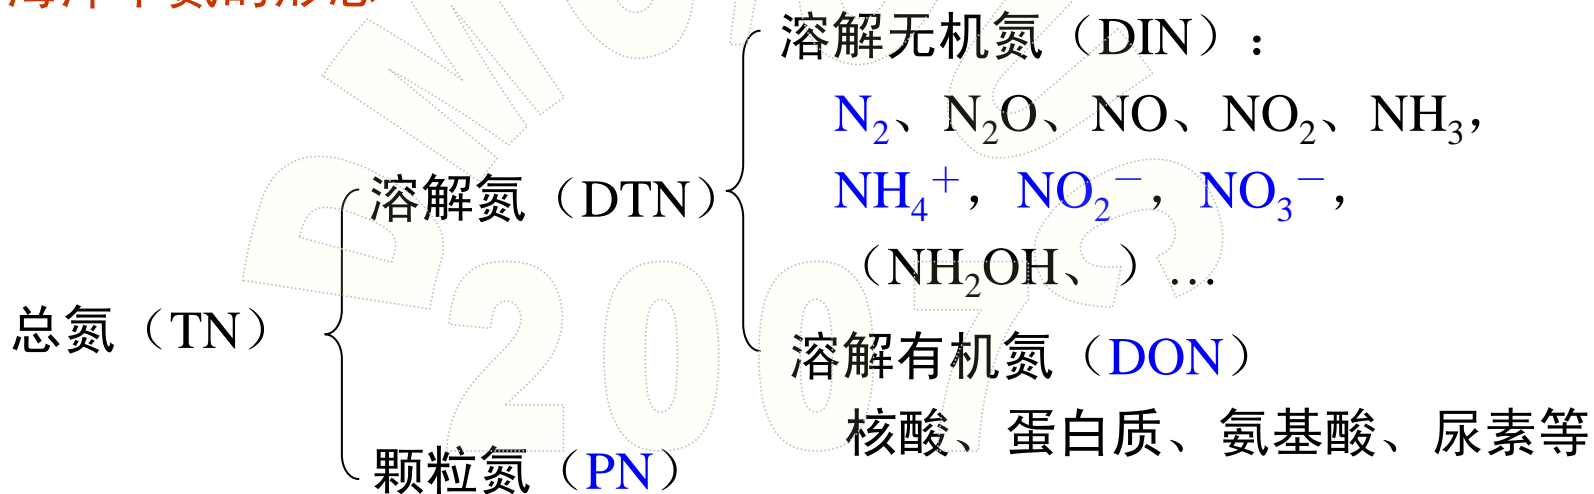 溶解无机氮（DIN）：
N₂、N₂O、NO、NO₂、NH₃，
溶解氮（DTN）
NH₄⁺，NO₂⁻，NO₃⁻，
（NH₂OH、）…
总氮（TN）
溶解有机氮（DON）
核酸、蛋白质、氨基酸、尿素等
颗粒氮（PN）
2007